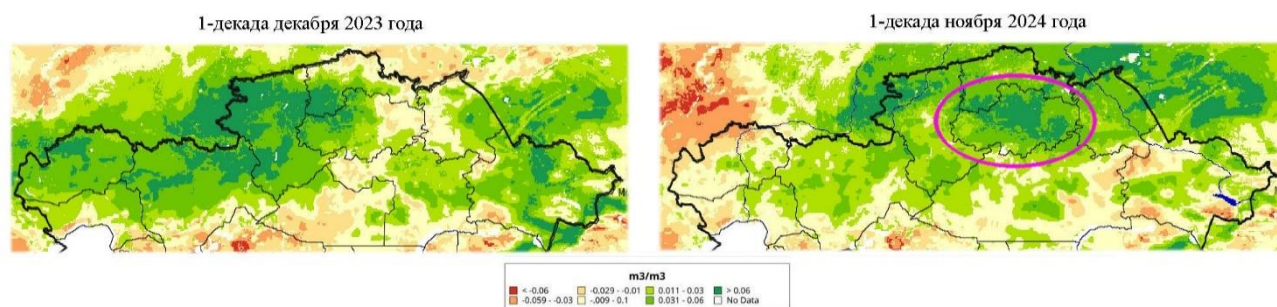 1-декада декабря 2023 года
1-декада ноября 2024 года
m3/m3
< -0.06
-0.029 - -0.01
0.011 - 0.03
> 0.06
-0.059 - -0.03
-.009 - 0.1
0.031 - 0.06
No Data